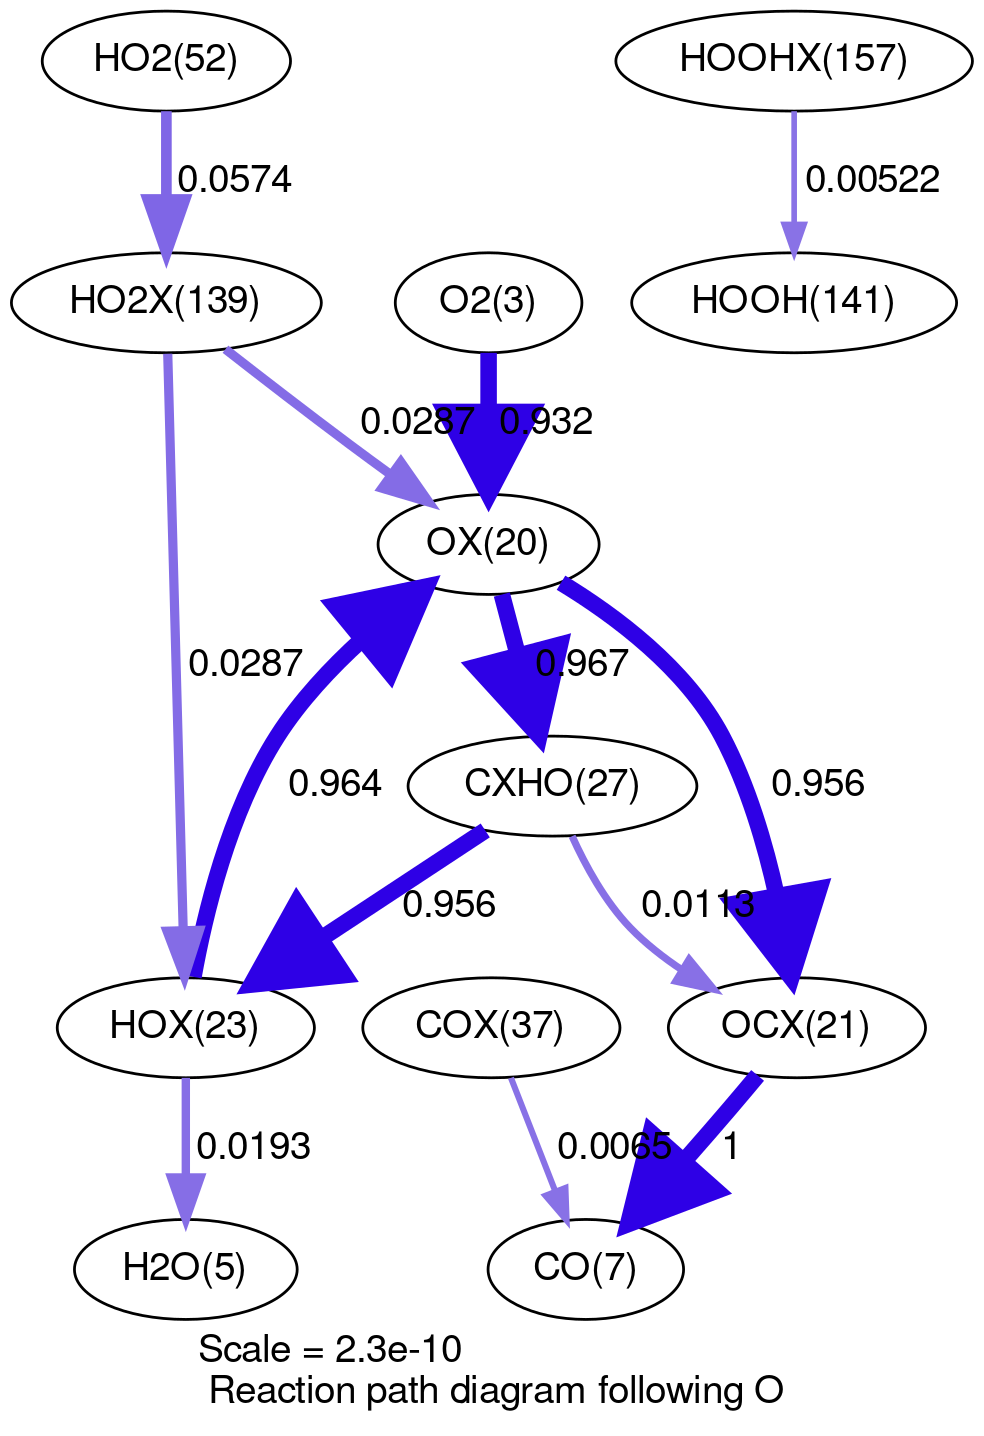 HO2(52)
HOOHX(157)
0.0574
0.00522
HO2X(139)
O2(3)
HOOH(141)
0.0287
0.932
OX(20)
0.0287
0.967
0.964
CXHO(27)
0.956
0.956
0.0113
HOX(23)
COX(37)
OCX(21)
0.0193
0.0065
1
H2O(5)
CO(7)
Scale = 2.3e-10
Reaction path diagram following O